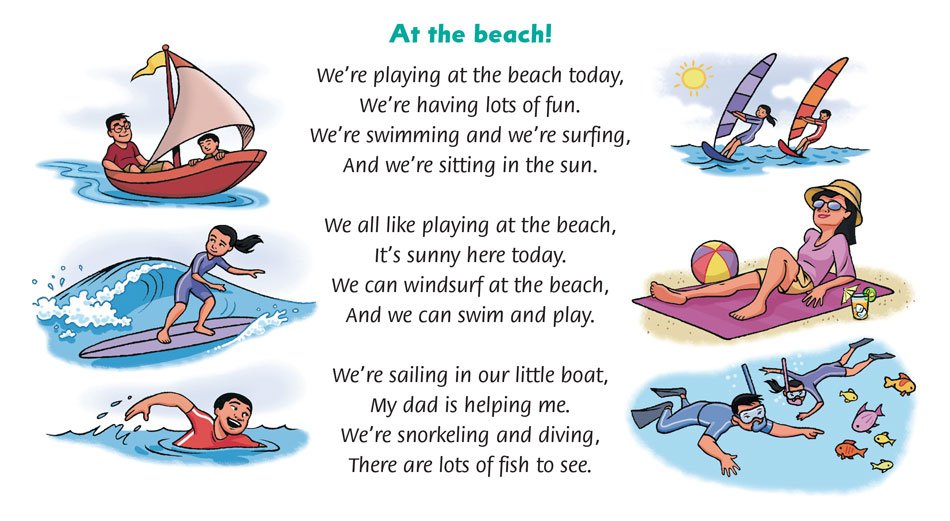 At the beach!
We're playing at the beach today,
We're having lots of fun.
We're swimming and we're surfing,
And we're sitting in the sun.
We all like playing at the beach,
It's sunny here today.
We can windsurf at the beach,
And we can swim and play.
We're sailing in our little boat,
My dad is helping me.
We're snorkeling and diving,
There are lots of fish to see.